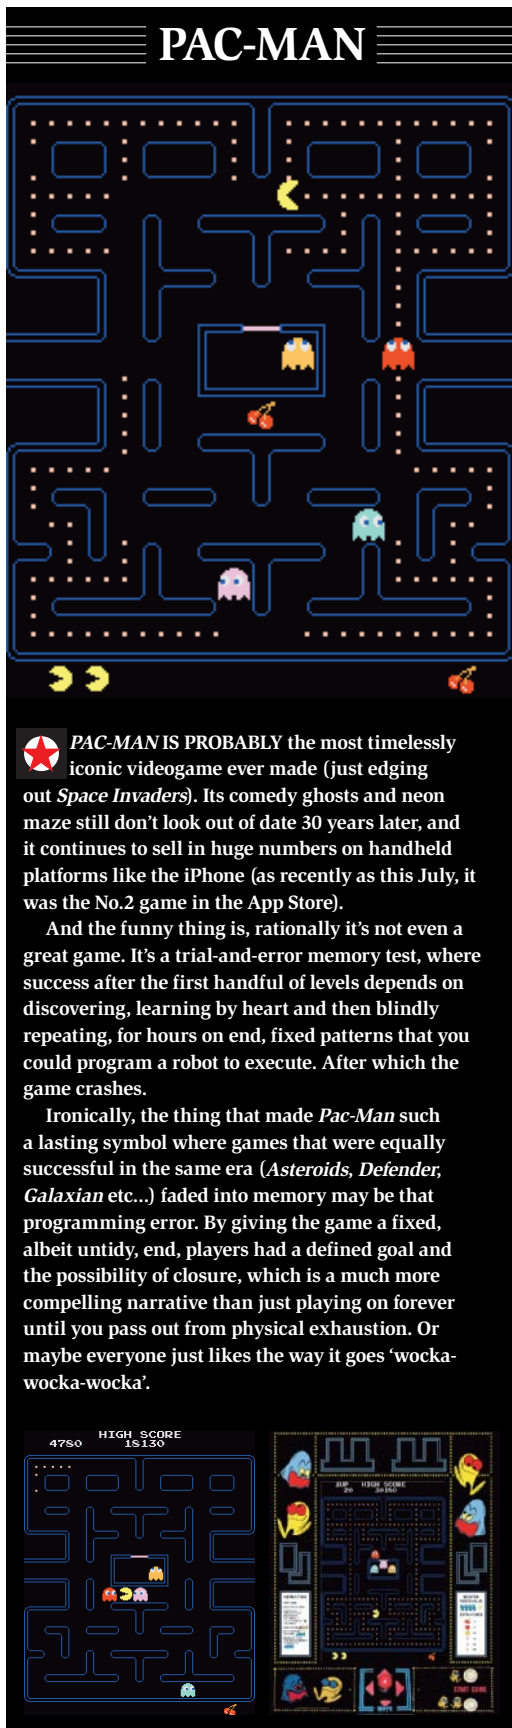 PAC-MAN
PAC-MAN IS PROBABLY the most timelessly
iconic videogame ever made (just edging
out Space Invaders). Its comedy ghosts and neon
maze still don’t look out of date 30 years later, and
it continues to sell in huge numbers on handheld
platforms like the iPhone (as recently as this July, it
was the No.2 game in the App Store).
And the funny thing is, rationally it’s not even a
great game. It’s a trial-and-error memory test, where
success after the first handful of levels depends on
discovering, learning by heart and then blindly
repeating, for hours on end, fixed patterns that you
could program a robot to execute. After which the
game crashes.
Ironically, the thing that made Pac-Man such
a lasting symbol where games that were equally
successful in the same era (Asteroids, Defender,
Galaxian etc...) faded into memory may be that
programming error. By giving the game a fixed,
albeit untidy, end, players had a defined goal and
the possibility of closure, which is a much more
compelling narrative than just playing on forever
until you pass out from physical exhaustion. Or
maybe everyone just likes the way it goes ‘wocka-
wocka-wocka’.
HIGH SCORE
4780 18130
HIGH SCORE
20